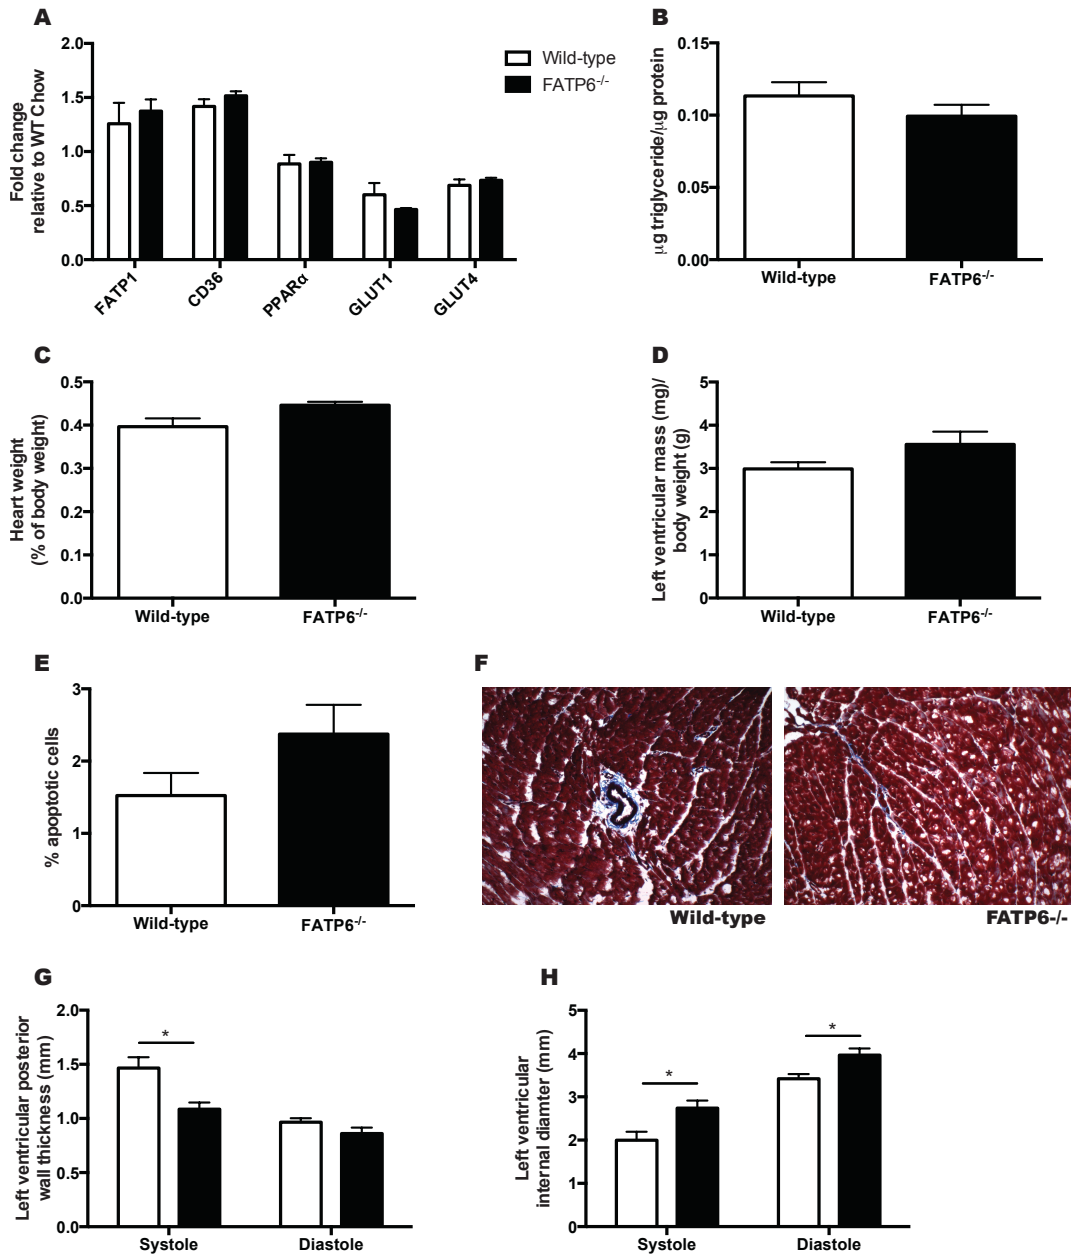 A
2.0
1.5
1.0
0.5
0.0
Fold change
relative to WT Chow
FATP1
CD36
PPARα
GLUT1
GLUT4
Wild-type
FATP6-/-
B
0.15
0.10
0.05
0.00
µg triglyceride/µg protein
Wild-type
FATP6-/-
C
0.5
0.4
0.3
0.2
0.1
0.0
Heart weight
(% of body weight)
Wild-type
FATP6-/-
D
5
4
3
2
1
0
Left ventricular mass (mg)/
body weight (g)
Wild-type
FATP6-/-
E
3
2
1
0
% apoptotic cells
Wild-type
FATP6-/-
F
Wild-type
FATP6-/-
G
2.0
1.5
1.0
0.5
0.0
Left ventricular posterior
wall thickness (mm)
*
Systole
Diastole
H
5
4
3
2
1
0
Left ventricular
internal diamter (mm)
*
*
Systole
Diastole